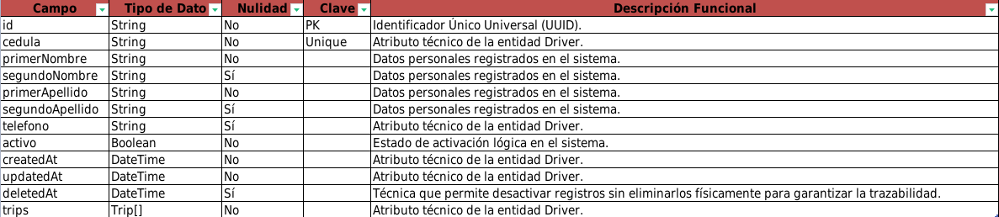 Campo Tipo de Dato Nulidad Clave Descripción Funcional
id String No PK Identificador Único Universal (UUID).
cedula String No Unique Atributo técnico de la entidad Driver.
primerNombre String No Datos personales registrados en el sistema.
segundoNombre String Sí Datos personales registrados en el sistema.
primerApellido String No Datos personales registrados en el sistema.
segundoApellido String Sí Datos personales registrados en el sistema.
telefono String Sí Atributo técnico de la entidad Driver.
activo Boolean No Estado de activación lógica en el sistema.
createdAt DateTime No Atributo técnico de la entidad Driver.
updatedAt DateTime No Atributo técnico de la entidad Driver.
deletedAt DateTime Sí Técnica que permite desactivar registros sin eliminarlos físicamente para garantizar la trazabilidad.
trips Trip[] No Atributo técnico de la entidad Driver.